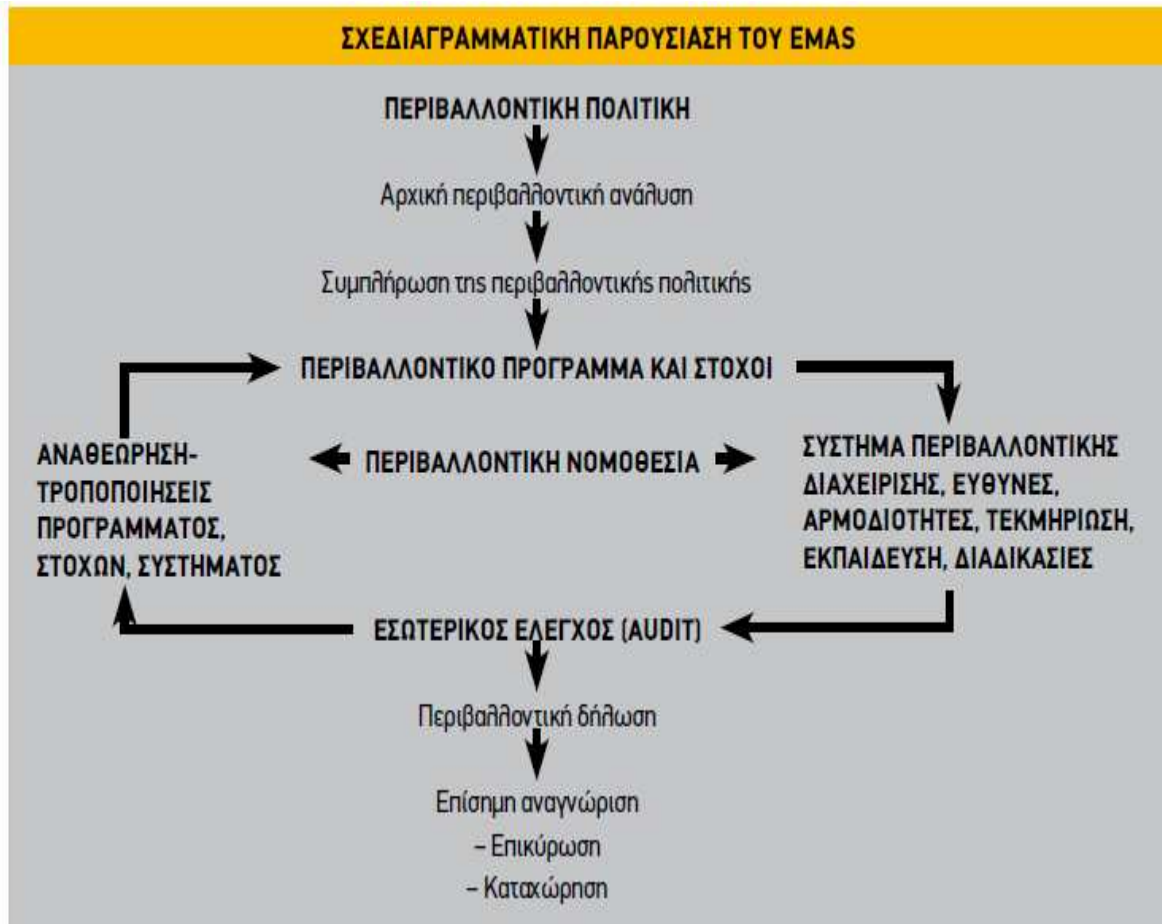 ΣΧΕΔΙΑΓΡΑΜΜΑΤΙΚΗ ΠΑΡΟΥΣΙΑΣΗ ΤΟΥ EMAS
ΠΕΡΙΒΑΛΛΟΝΤΙΚΗ ΠΟΛΙΤΙΚΗ
Αρχική περιβαλλοντική ανάλυση
Συμπλήρωση της περιβαλλοντικής πολιτικής
ΠΕΡΙΒΑΛΛΟΝΤΙΚΟ ΠΡΟΓΡΑΜΜΑ ΚΑΙ ΣΤΟΧΟΙ
ΑΝΑΘΕΩΡΗΣΗ-
ΤΡΟΠΟΠΟΙΗΣΕΙΣ
ΠΡΟΓΡΑΜΜΑΤΟΣ,
ΣΤΟΧΩΝ, ΣΥΣΤΗΜΑΤΟΣ
ΠΕΡΙΒΑΛΛΟΝΤΙΚΗ ΝΟΜΟΘΕΣΙΑ
ΣΥΣΤΗΜΑ ΠΕΡΙΒΑΛΛΟΝΤΙΚΗΣ
ΔΙΑΧΕΙΡΙΣΗΣ, ΕΥΘΥΝΕΣ,
ΑΡΜΟΔΙΟΤΗΤΕΣ, ΤΕΚΜΗΡΙΩΣΗ,
ΕΚΠΑΙΔΕΥΣΗ, ΔΙΑΔΙΚΑΣΙΕΣ
ΕΣΩΤΕΡΙΚΟΣ ΕΛΕΓΧΟΣ (AUDIT)
Περιβαλλοντική δήλωση
Επίσημη αναγνώριση
– Επικύρωση
– Καταχώρηση